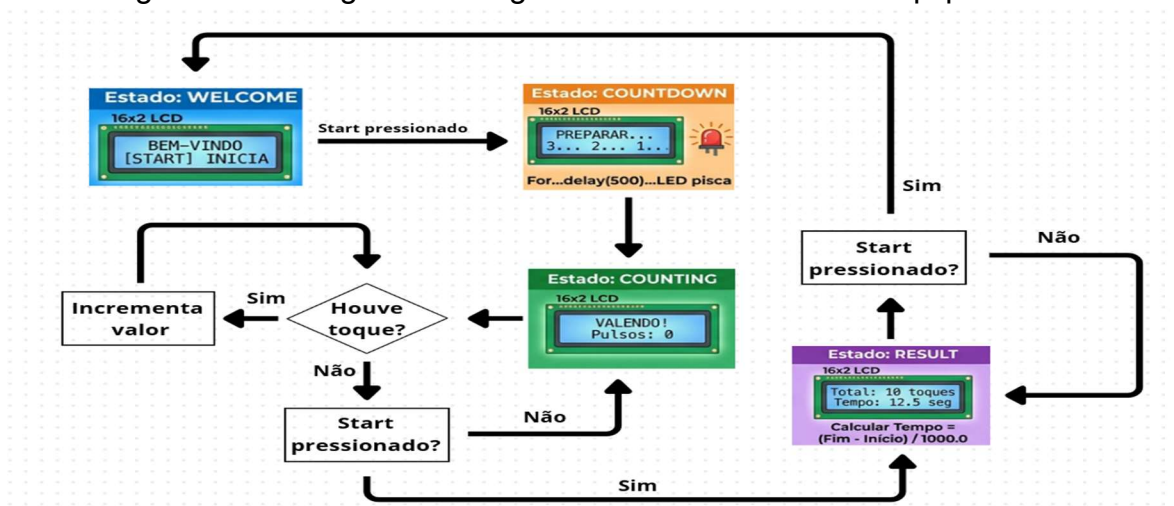 Estado: WELCOME
16x2 LCD
BEM-VINDO
[START] INICIA
Start pressionado
Estado: COUNTDOWN
16x2 LCD
PREPARAR...
3... 2... 1...
For...delay(500)...LED pisca
Sim
Start
pressionado?
Não
Estado: COUNTING
16x2 LCD
VALENDO!
Pulsos: 0
Houve
toque?
Sim
Incrementa
valor
Não
Start
pressionado?
Não
Sim
Estado: RESULT
16x2 LCD
Total: 10 toques
Tempo: 12.5 seg
Calcular Tempo =
(Fim - Início) / 1000.0